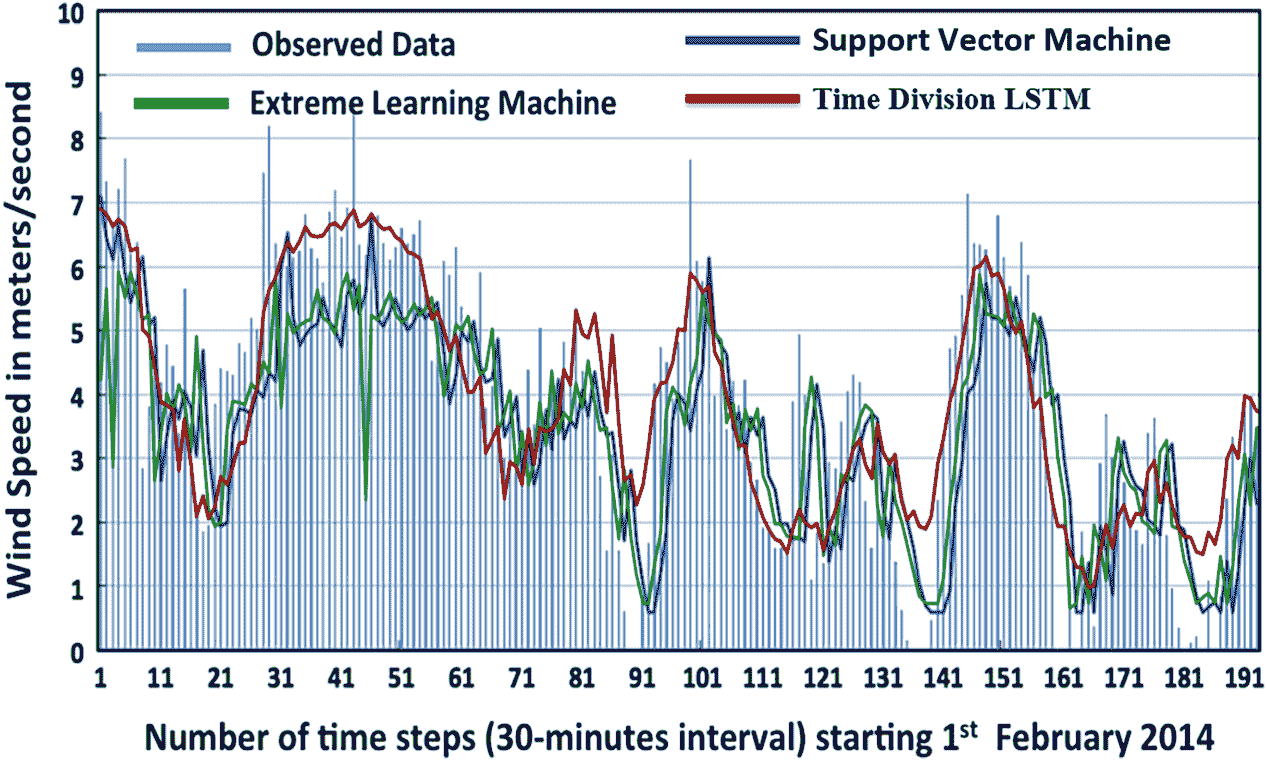 10
9
8
7
6
5
4
3
2
1
0
Wind Speed in meters/second
Observed Data
Support Vector Machine
Extreme Learning Machine
Time Division LSTM
1 11 21 31 41 51 61 71 81 91 101 111 121 131 141 151 161 171 181 191
Number of time steps (30-minutes interval) starting 1st February 2014